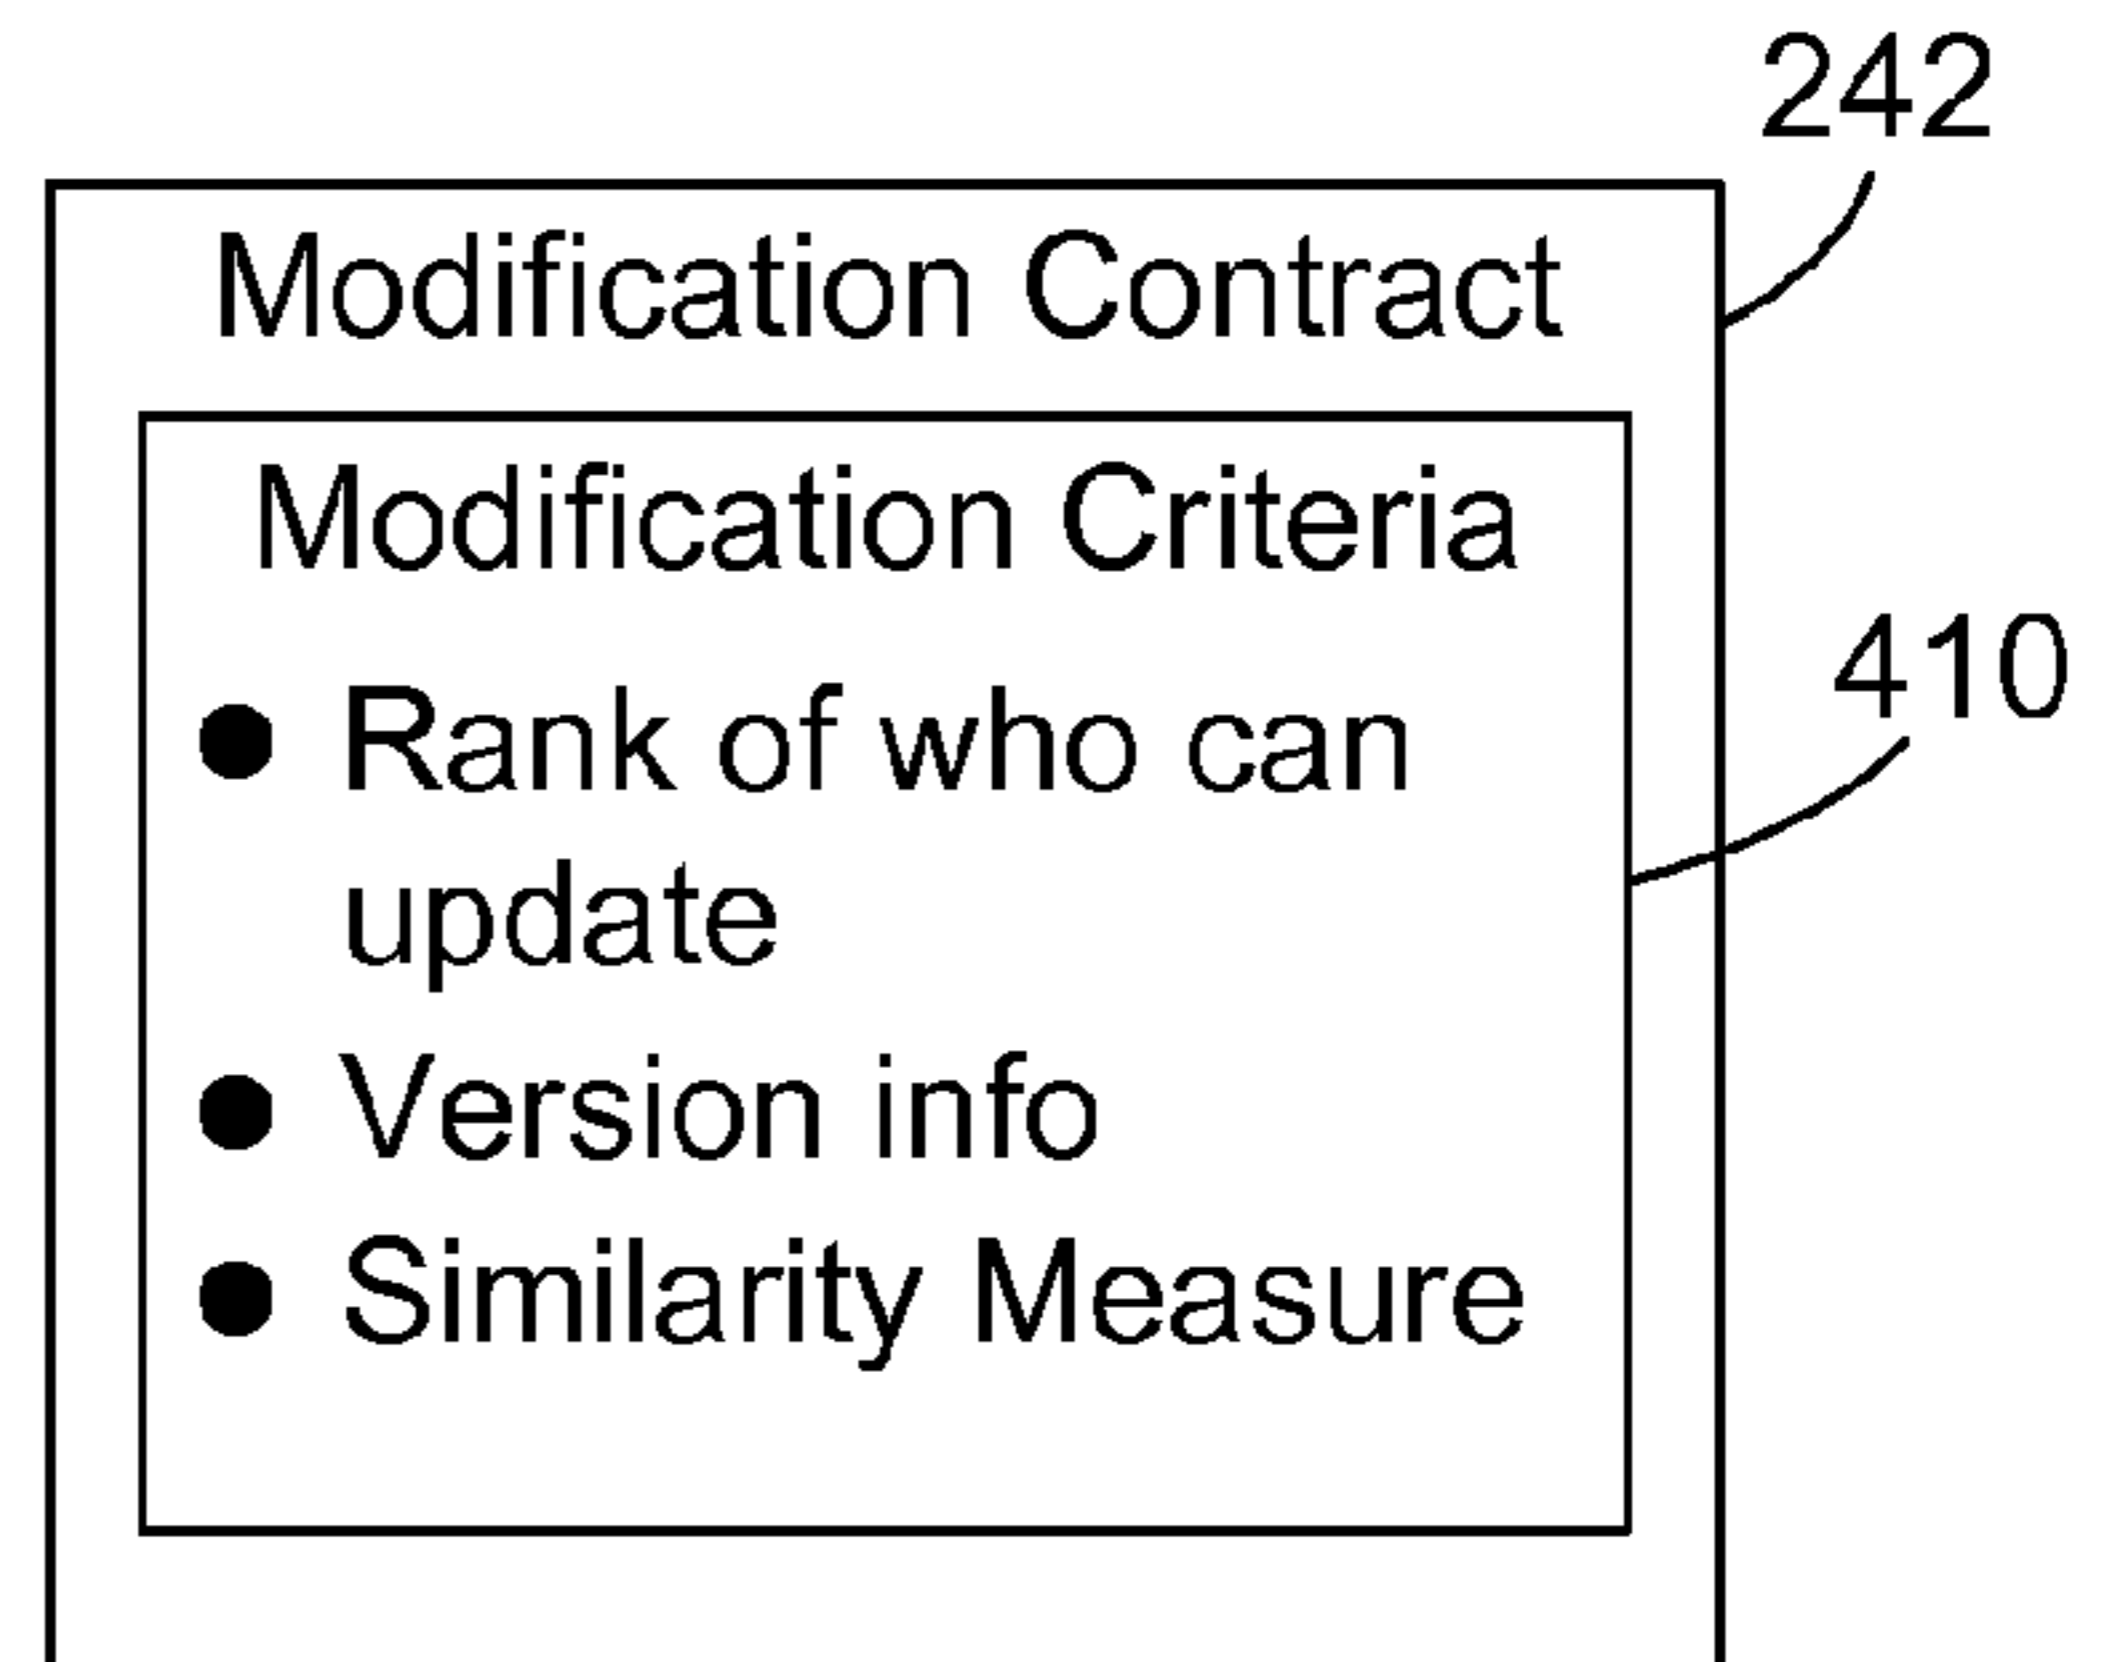 242
Modification Contract
Modification Criteria
410
● Rank of who can
update
● Version info
● Similarity Measure